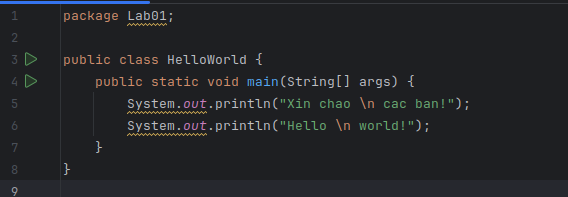 1 package Lab01;
2
3 public class HelloWorld {
4     public static void main(String[] args) {
5         System.out.println("Xin chao \n cac ban!");
6         System.out.println("Hello \n world!");
7     }
8 }
9